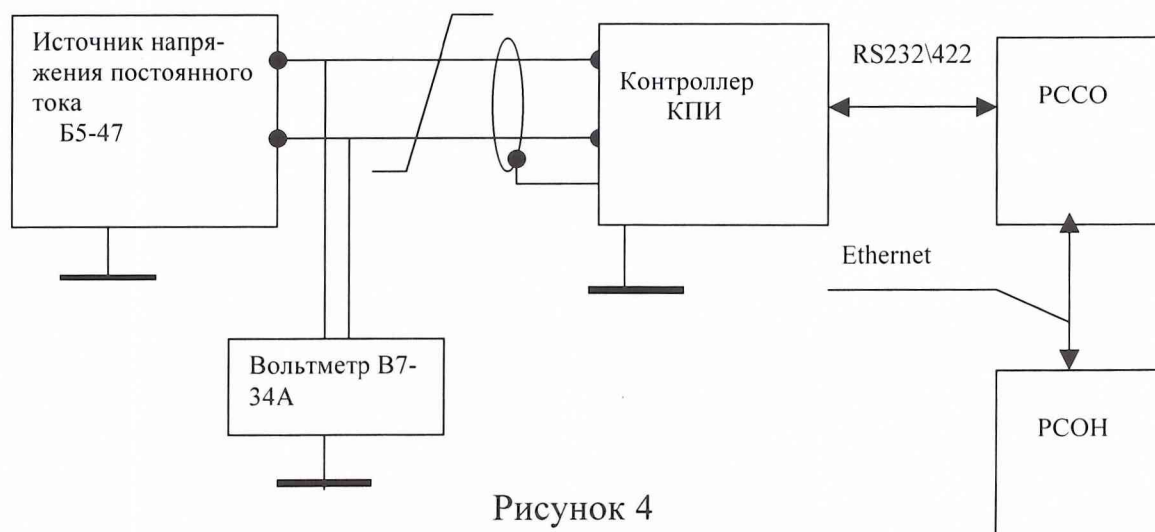 Источник напря-
жения постоянного
тока
Б5-47
Контроллер
КПИ
RS232\422
РССО
Ethernet
Вольтметр В7-
34А
РСОН
Рисунок 4